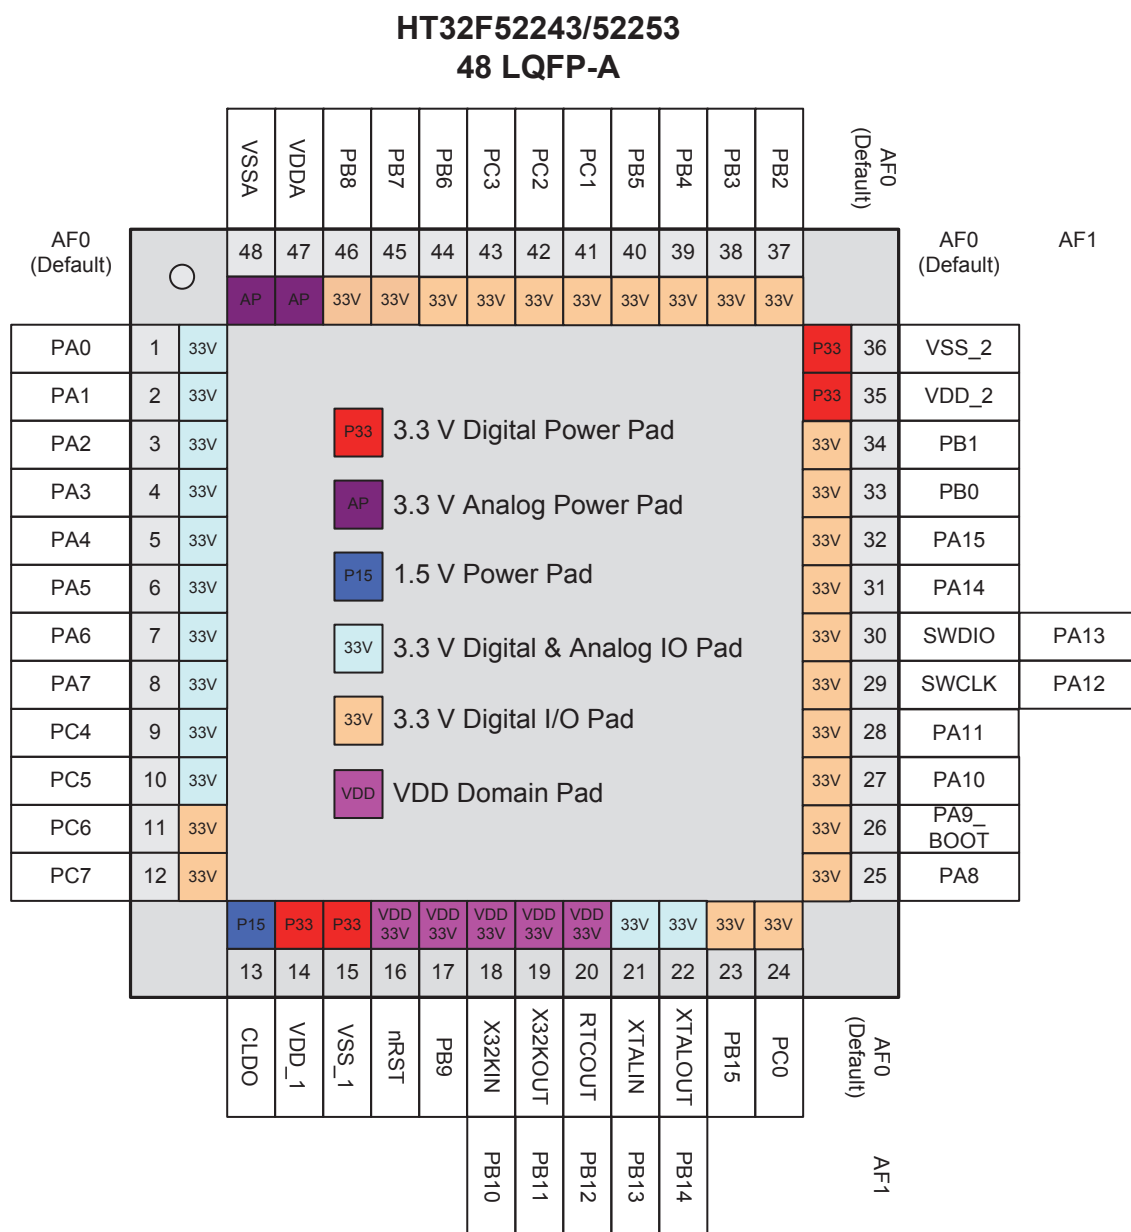 HT32F52243/52253
48 LQFP-A
VSSA VDDA PB8 PB7 PB6 PC3 PC2 PC1 PB5 PB4 PB3 PB2 AF0 (Default)
AF0
(Default)
48 47 46 45 44 43 42 41 40 39 38 37
AF0
(Default)
AF1
AP AP 33V 33V 33V 33V 33V 33V 33V 33V 33V 33V
PA0 1 33V P33 36 VSS_2
PA1 2 33V P33 35 VDD_2
PA2 3 33V 33V 34 PB1
P33 3.3 V Digital Power Pad
PA3 4 33V 33V 33 PB0
AP 3.3 V Analog Power Pad
PA4 5 33V 33V 32 PA15
P15 1.5 V Power Pad
PA5 6 33V 33V 31 PA14
PA6 7 33V 33V 30 SWDIO PA13
33V 3.3 V Digital & Analog IO Pad
PA7 8 33V 33V 29 SWCLK PA12
33V 3.3 V Digital I/O Pad
PC4 9 33V 33V 28 PA11
PC5 10 33V 33V 27 PA10
VDD VDD Domain Pad
PC6 11 33V 33V 26 PA9_
BOOT
PC7 12 33V 33V 25 PA8
P15 P33 P33 VDD 33V VDD 33V VDD 33V VDD 33V VDD 33V 33V 33V 33V 33V
13 14 15 16 17 18 19 20 21 22 23 24
CLDO VDD_1 VSS_1 nRST PB9 X32KIN X32KOUT RTCOUT XTALIN XTALOUT PB15 PC0 AF0 (Default)
PB10 PB11 PB12 PB13 PB14 AF1